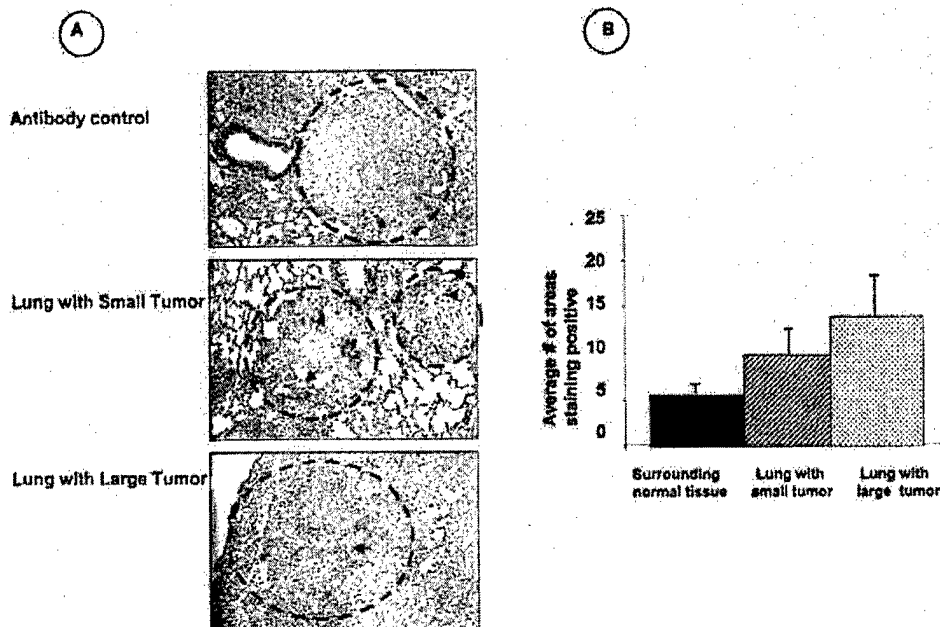 A
B
Antibody control
Lung with Small Tumor
Lung with Large Tumor
Average # of areas
staining positive
25
20
15
10
5
0
Surrounding
normal tissue
Lung with
small tumor
Lung with
large tumor